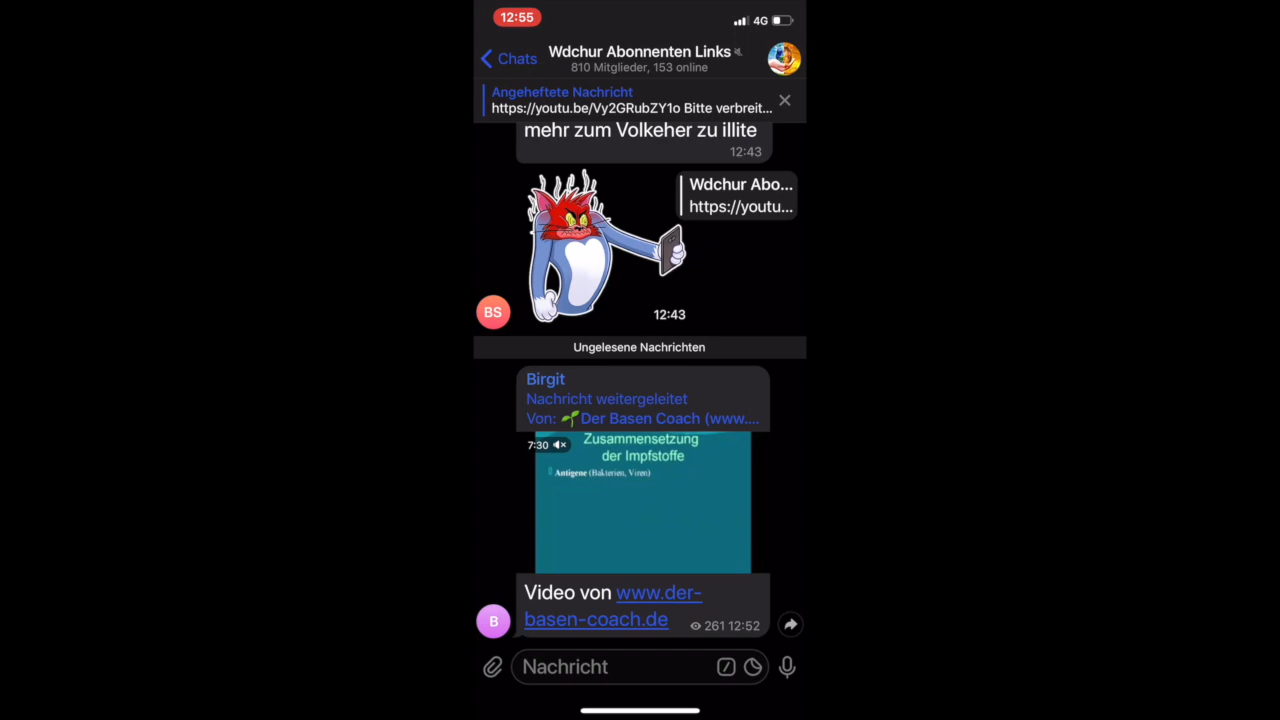 12:55
4G
Chats
Wdchur Abonnenten Links
810 Mitglieder, 153 online
Angeheftete Nachricht
https://youtu.be/Vy2GRubZY1o Bitte verbreit...
mehr zum Volkeher zu illite
12:43
Wdchur Abo...
https://youtu...
BS
12:43
Ungelesene Nachrichten
Birgit
Nachricht weitergeleitet
Von: 🌱Der Basen Coach (www....
7:30
Zusammensetzung
der Impfstoffe
Antigene (Bakterien, Viren)
Video von www.der-
basen-coach.de
261 12:52
B
Nachricht